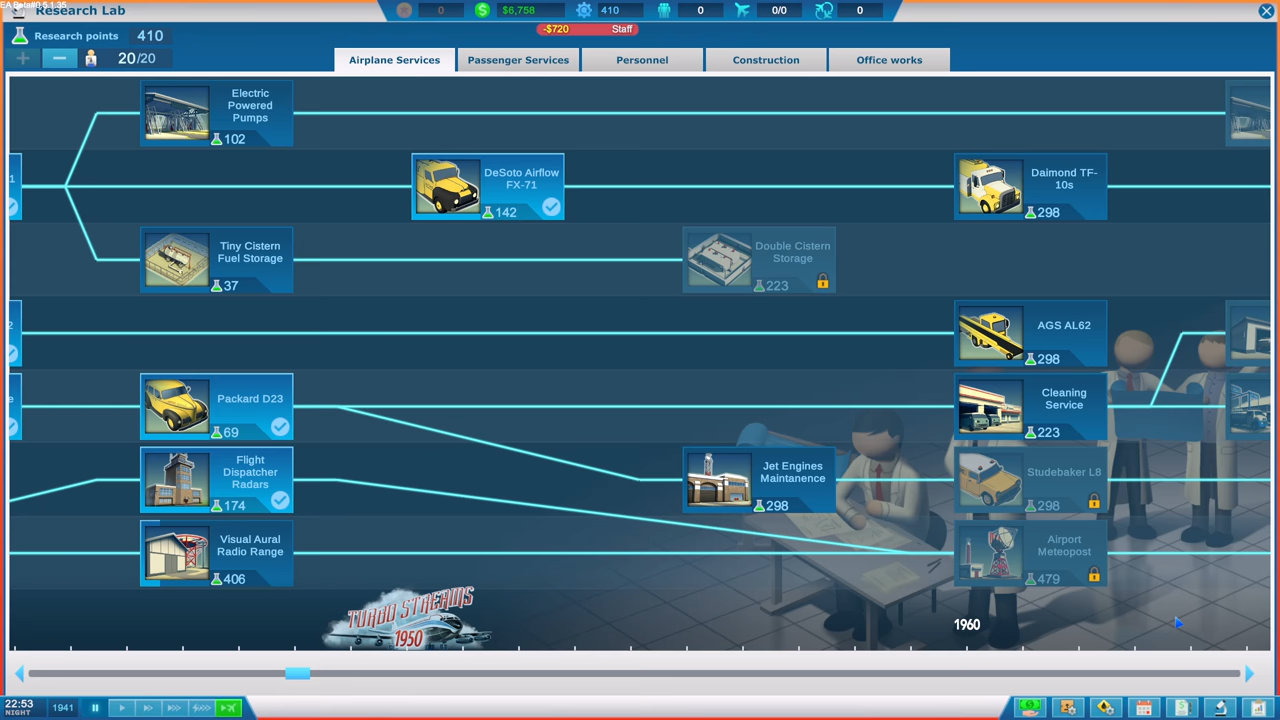 EA Beta#0.5.1.35
Research Lab
0
$6,758
410
0
0/0
0
-$720 Staff
Research points 410
20/20
Airplane Services
Passenger Services
Personnel
Construction
Office works
Electric
Powered
Pumps
102
DeSoto Airflow
FX-71
142
Daimond TF-
10s
298
Tiny Cistern
Fuel Storage
37
Double Cistern
Storage
223
AGS AL62
298
Packard D23
69
Cleaning
Service
223
Flight
Dispatcher
Radars
174
Jet Engines
Maintanence
298
Studebaker L8
298
Visual Aural
Radio Range
406
Airport
Meteopost
479
TURBO STREAMS
1950
1960
22:53
NIGHT
1941